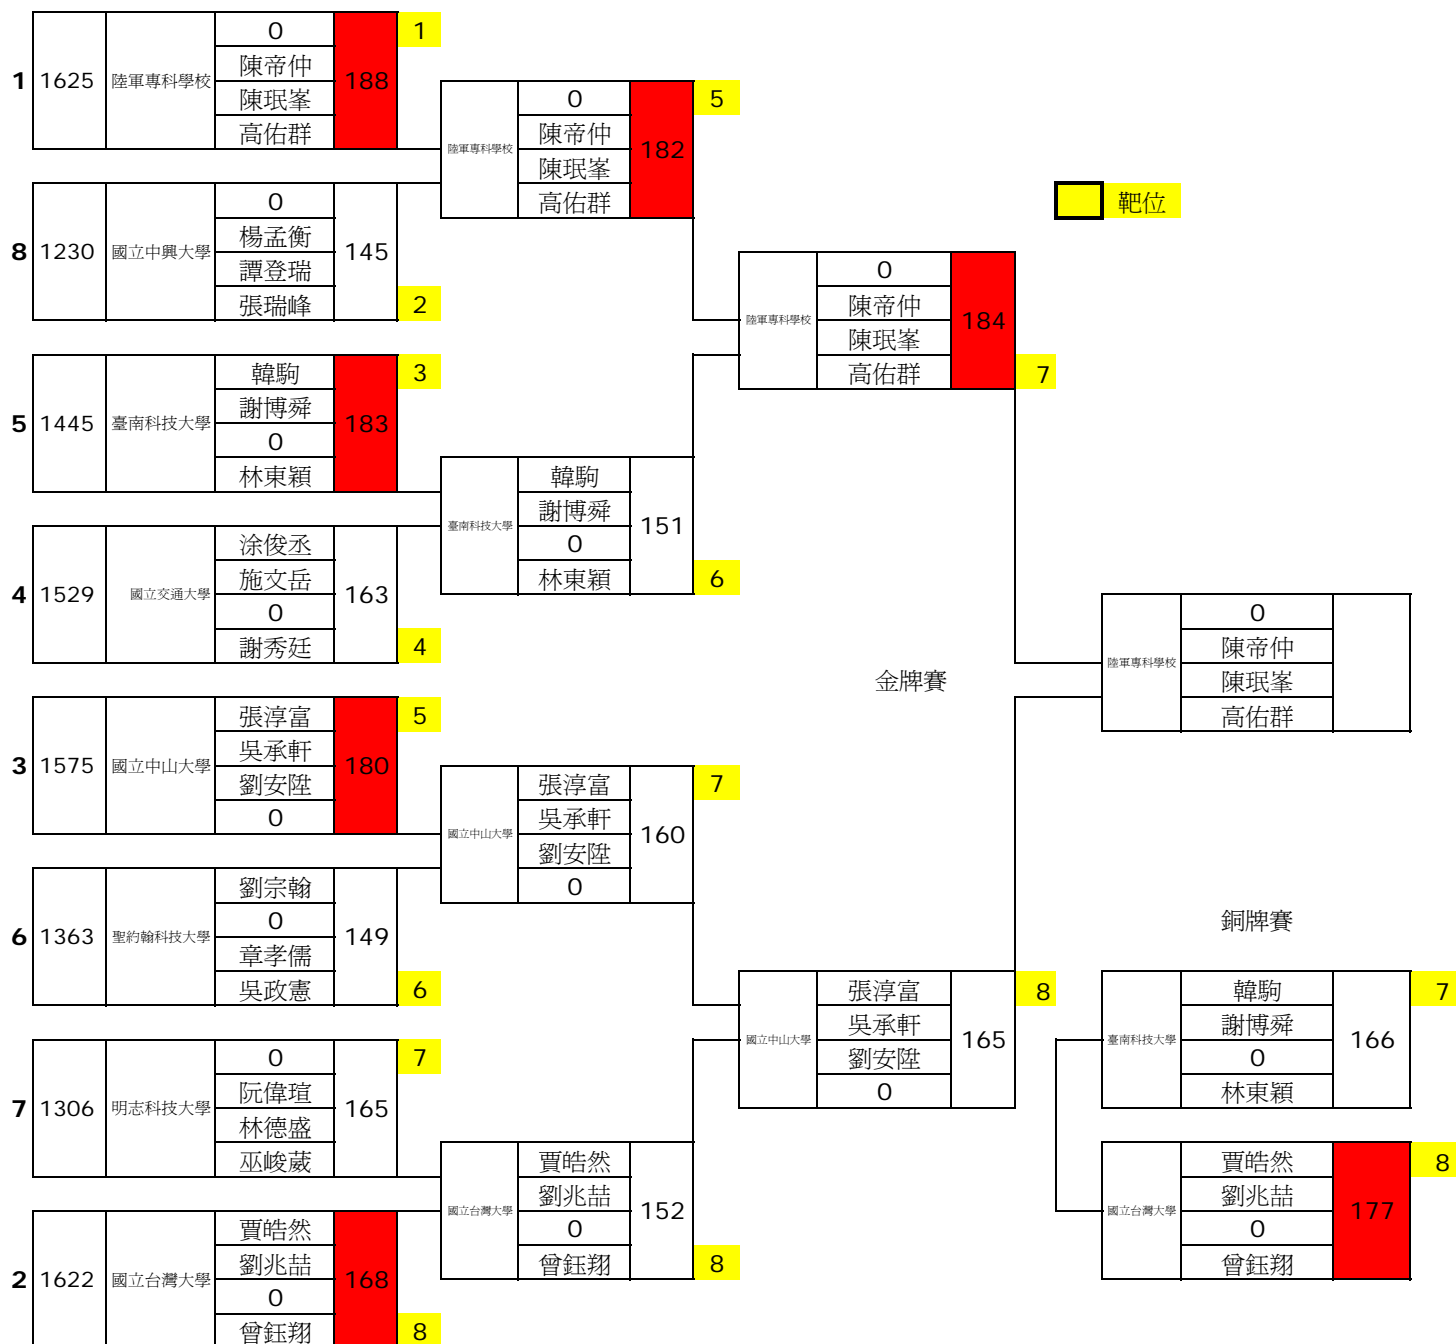 1 1625 陸軍專科學校 0 188 1
陳帝仲
陳珉峯
高佑群
陸軍專科學校 0 182 5
陳帝仲
陳珉峯
高佑群
8 1230 國立中興大學 0 145
楊孟衡
譚登瑞
張瑞峰 2
靶位
陸軍專科學校 0 184
陳帝仲
陳珉峯
高佑群 7
5 1445 臺南科技大學 韓駒 183 3
謝博舜
0
林東穎
臺南科技大學 韓駒 151
謝博舜
0
林東穎 6
4 1529 國立交通大學 涂俊丞 163
施文岳
0
謝秀廷 4
金牌賽
陸軍專科學校 0
陳帝仲
陳珉峯
高佑群
3 1575 國立中山大學 張淳富 180 5
吳承軒
劉安陞
0
國立中山大學 張淳富 160 7
吳承軒
劉安陞
0
6 1363 聖約翰科技大學 劉宗翰 149
0
章孝儒
吳政憲 6
國立中山大學 張淳富 165 8
吳承軒
劉安陞
0
銅牌賽
臺南科技大學 韓駒 166 7
謝博舜
0
林東穎
7 1306 明志科技大學 0 165 7
阮偉瑄
林德盛
巫峻葳
國立台灣大學 賈皓然 152
劉兆喆
0
曾鈺翔 8
國立台灣大學 賈皓然 177 8
劉兆喆
0
曾鈺翔
2 1622 國立台灣大學 賈皓然 168
劉兆喆
0
曾鈺翔 8